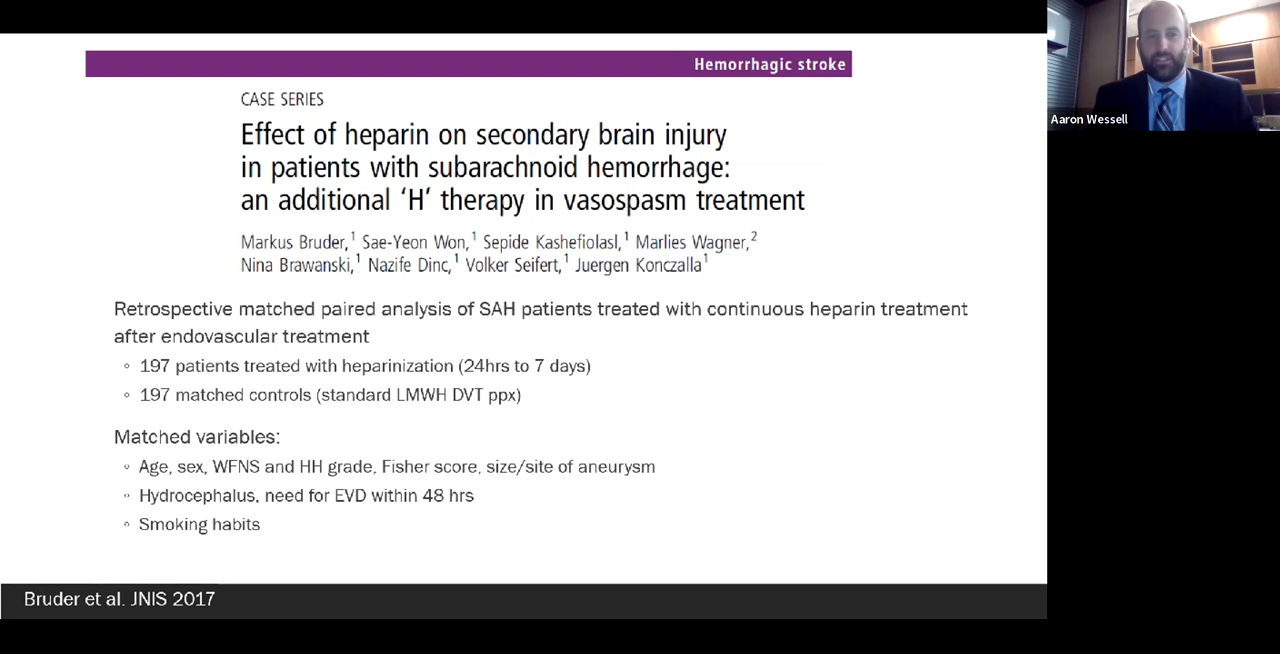 Hemorrhagic stroke
CASE SERIES
Effect of heparin on secondary brain injury
in patients with subarachnoid hemorrhage:
an additional ‘H’ therapy in vasospasm treatment
Markus Bruder,¹ Sae-Yeon Won,¹ Sepide Kashefiolasl,¹ Marlies Wagner,²
Nina Brawanski,¹ Nazife Dinc,¹ Volker Seifert,¹ Juergen Konczalla¹
Retrospective matched paired analysis of SAH patients treated with continuous heparin treatment
after endovascular treatment
◦ 197 patients treated with heparinization (24hrs to 7 days)
◦ 197 matched controls (standard LMWH DVT ppx)
Matched variables:
◦ Age, sex, WFNS and HH grade, Fisher score, size/site of aneurysm
◦ Hydrocephalus, need for EVD within 48 hrs
◦ Smoking habits
Bruder et al. JNIS 2017
Aaron Wessell